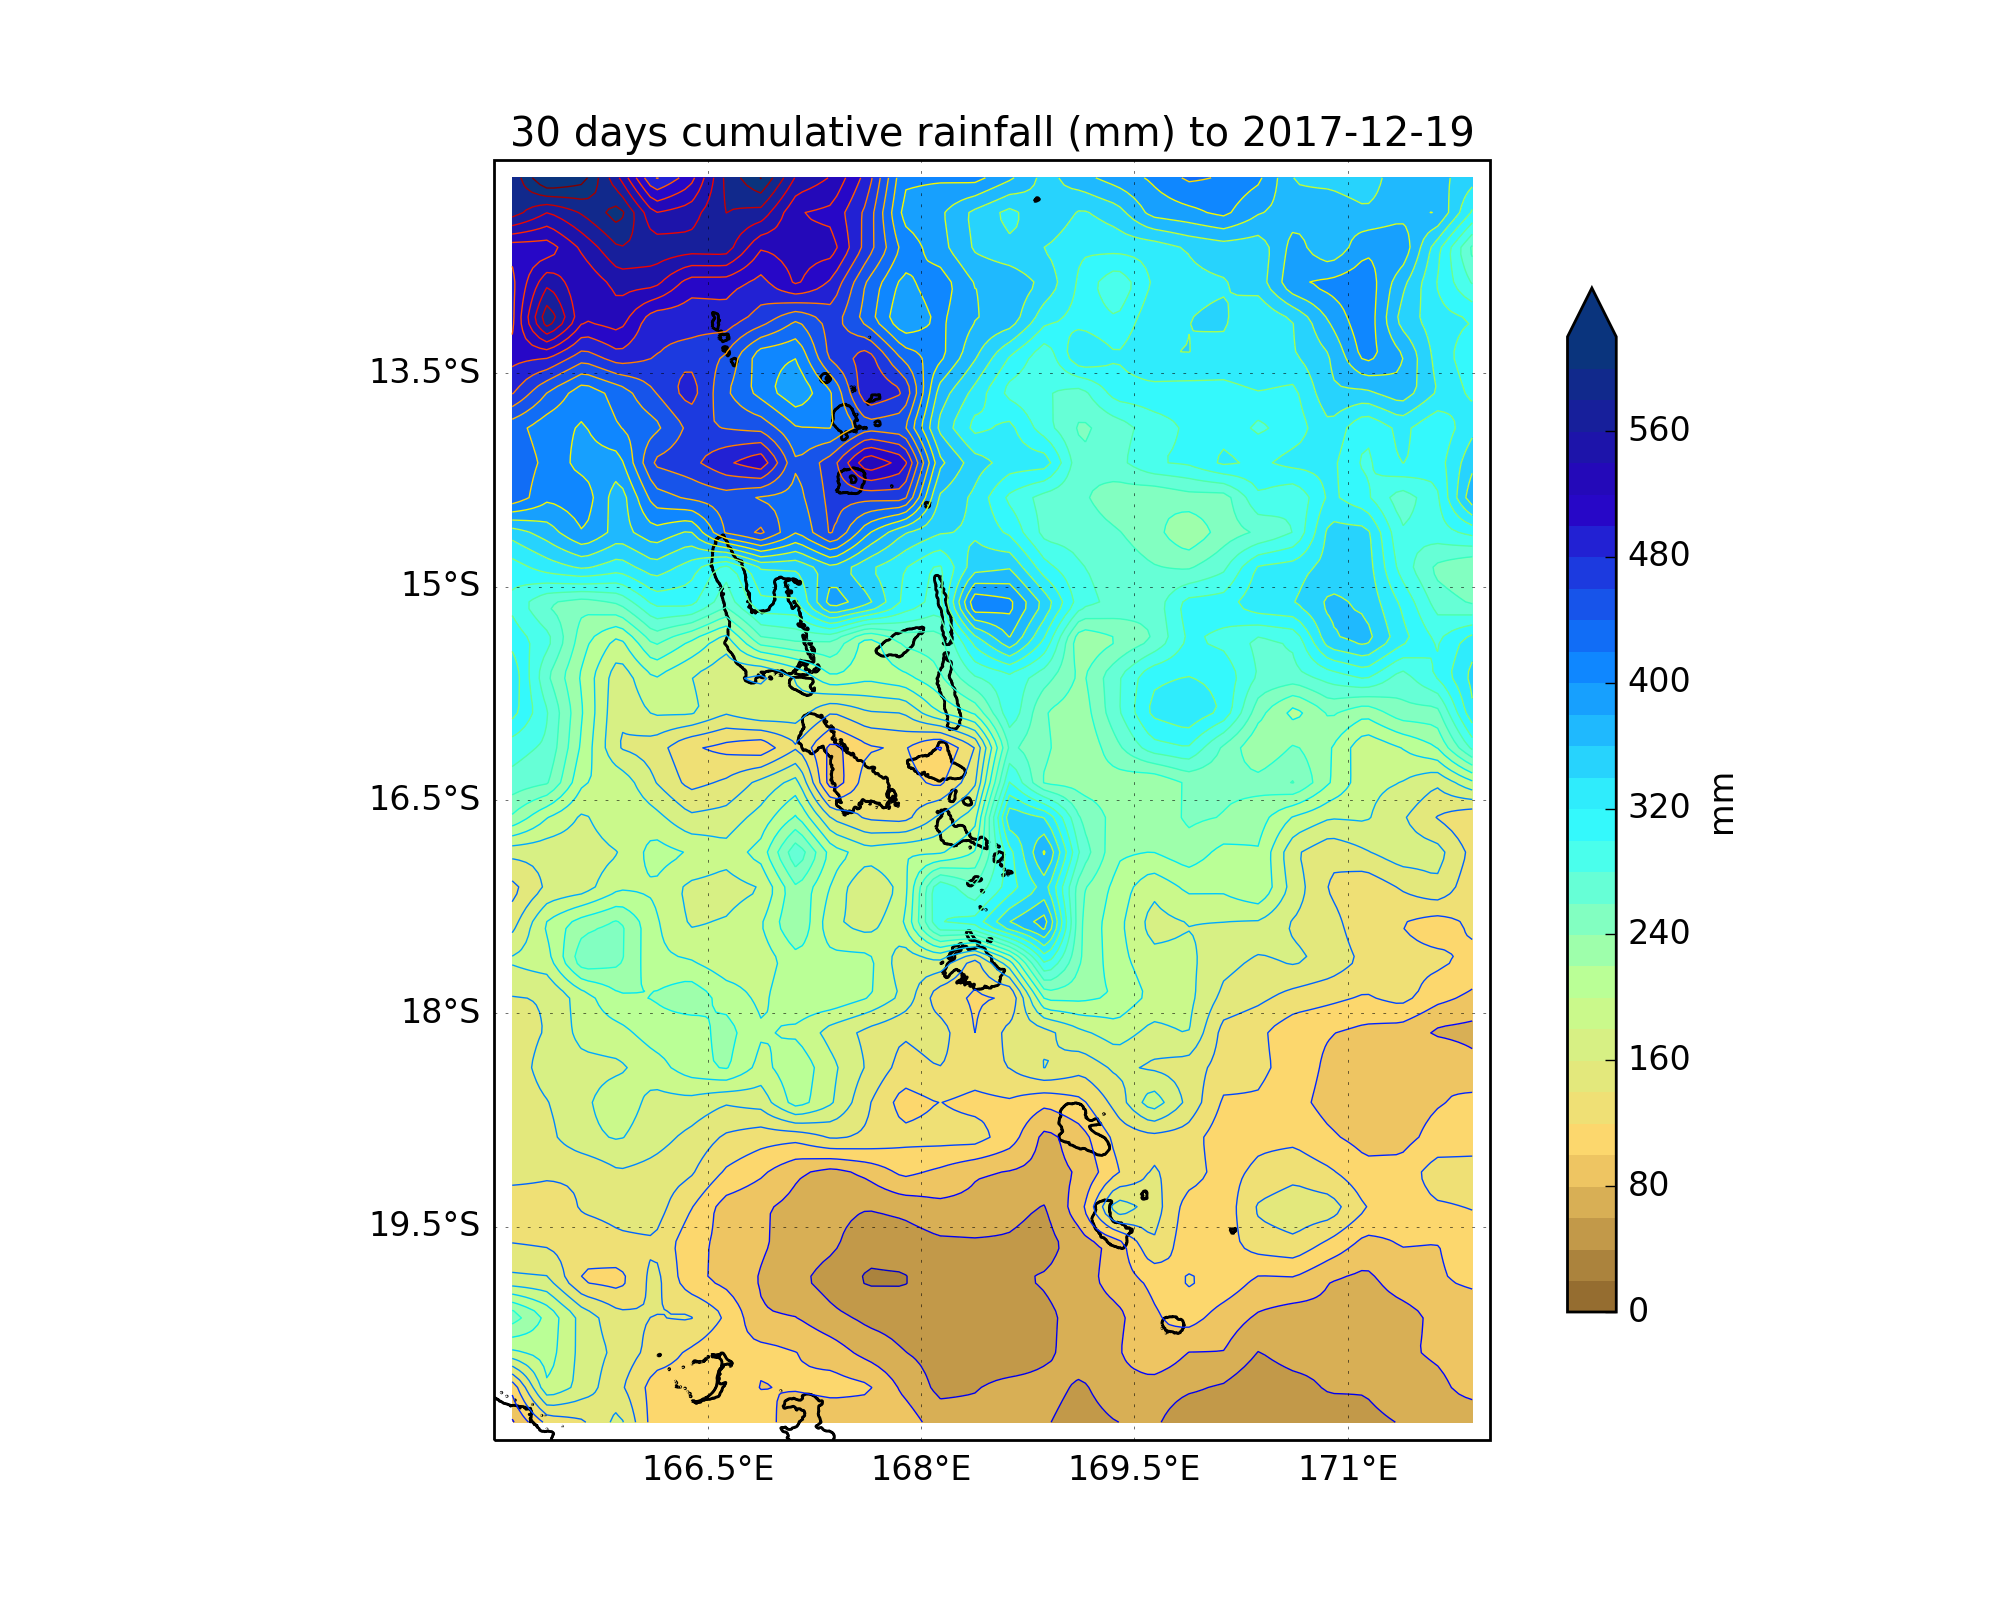 30 days cumulative rainfall (mm) to 2017-12-19
13.5°S
15°S
16.5°S
18°S
19.5°S
166.5°E
168°E
169.5°E
171°E
560
480
400
320
240
160
80
0
mm